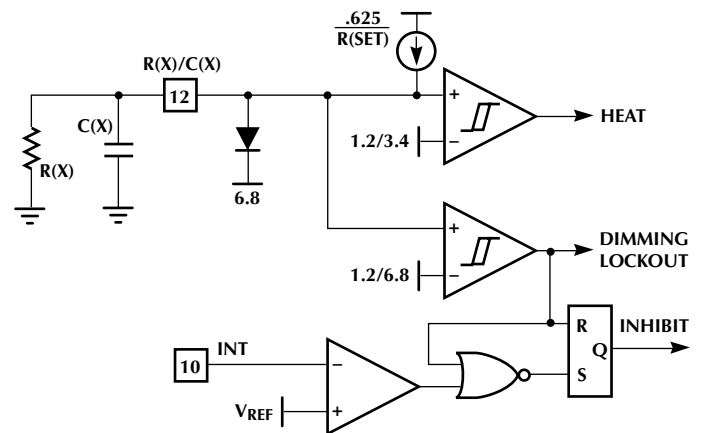 .625
R(SET)
R(X)/C(X)
12
+
HEAT
C(X)
R(X)
1.2/3.4
−
6.8
+
DIMMING
LOCKOUT
1.2/6.8
−
R
INHIBIT
INT
Q
10
−
S
VREF
+